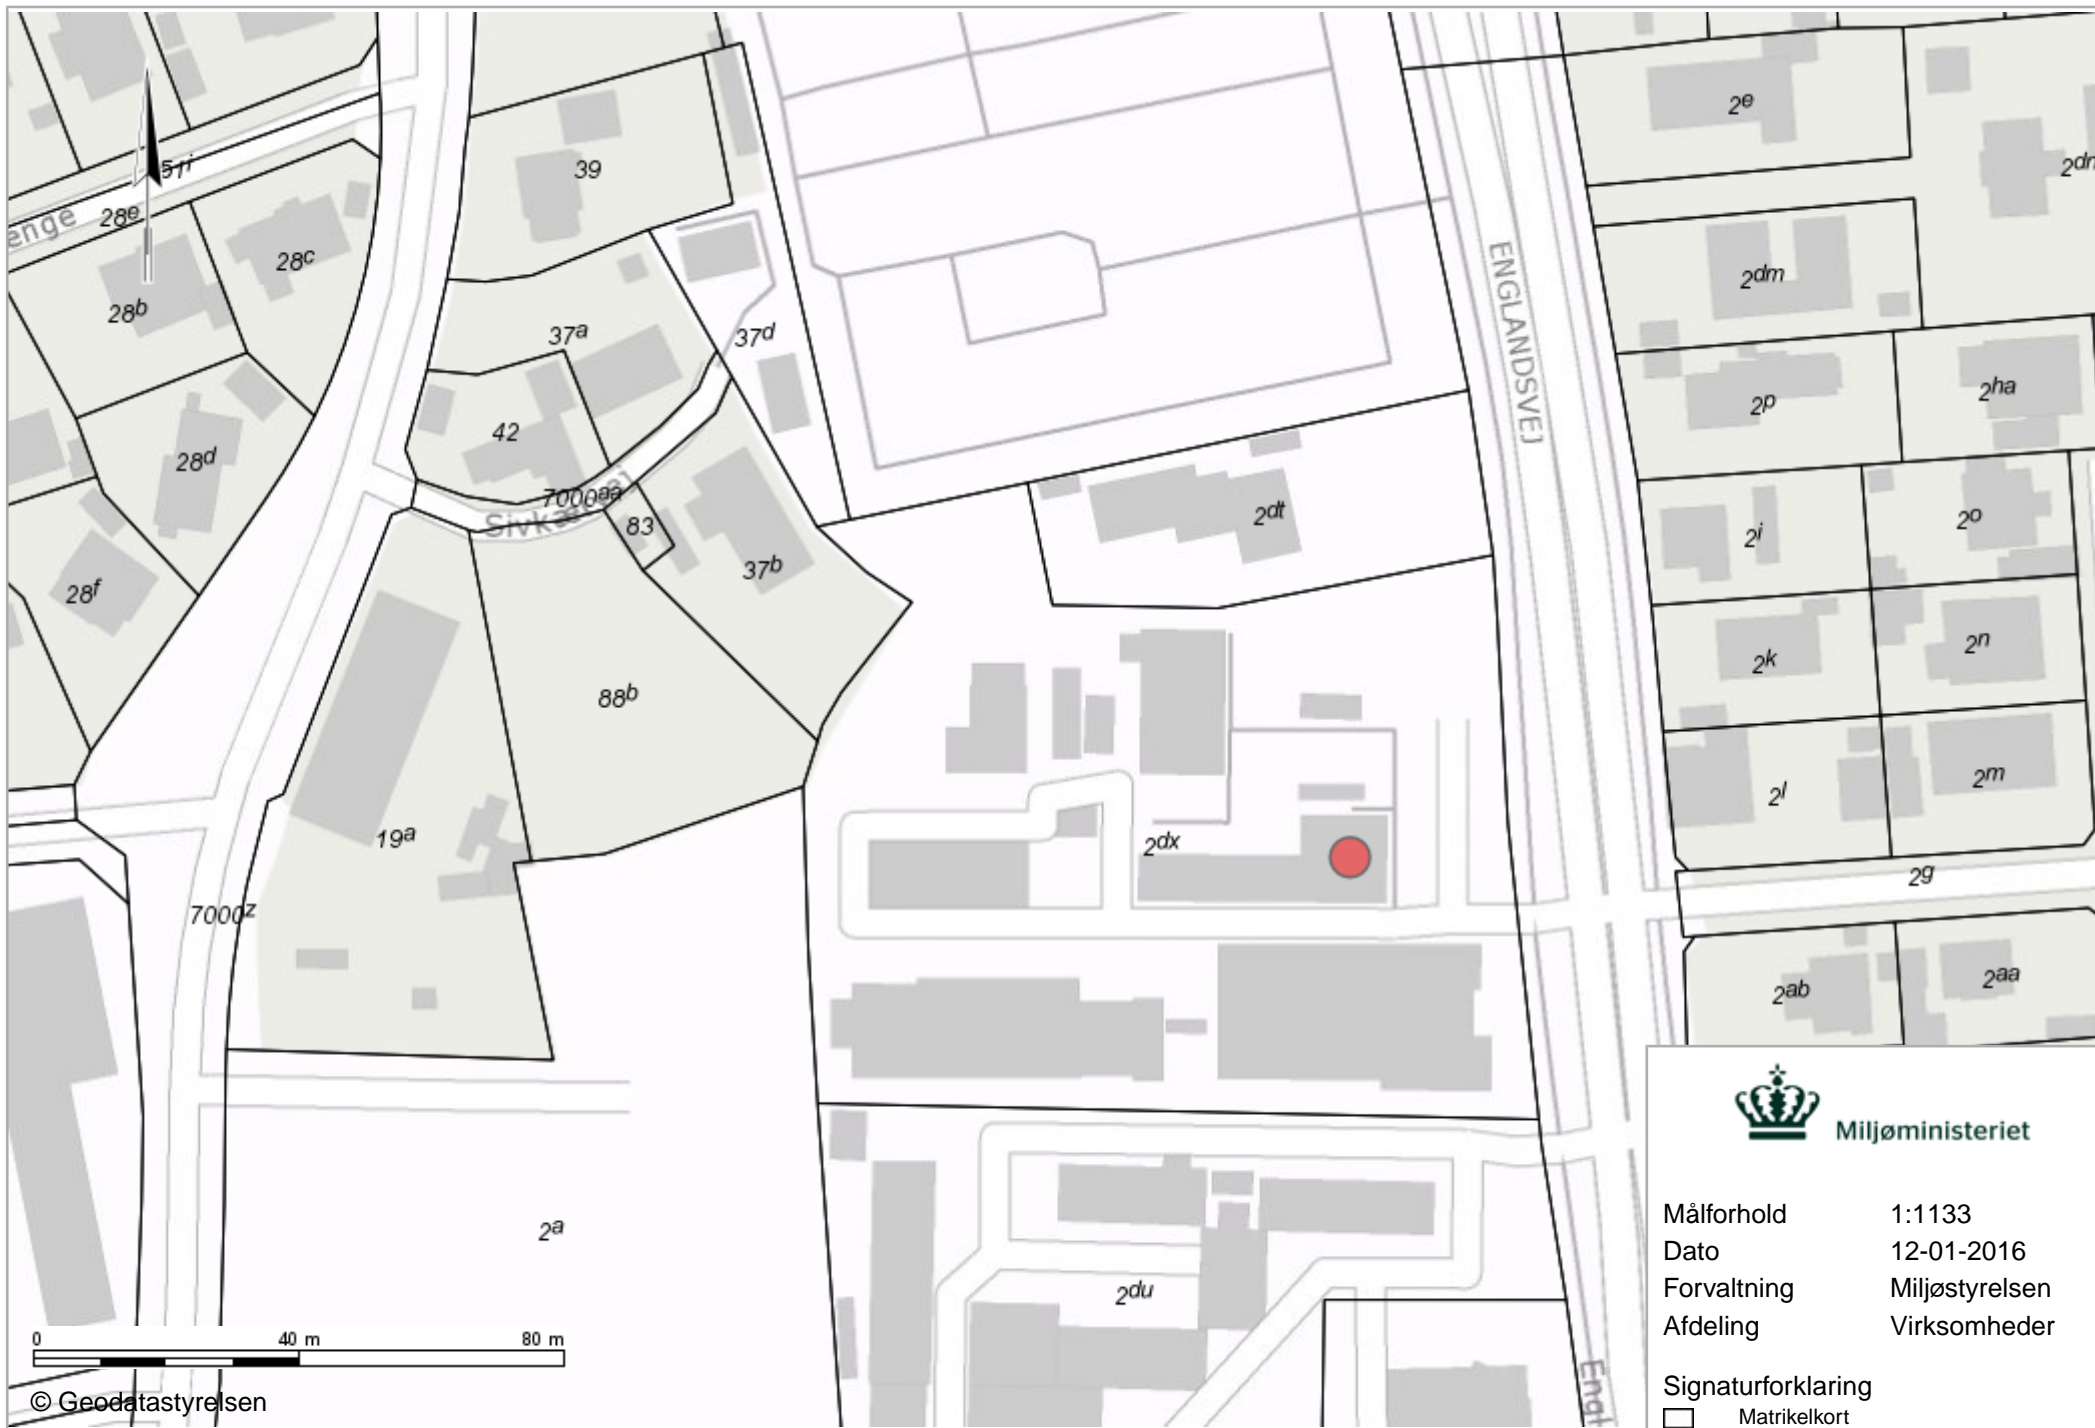 2e
2dn
39
51i
28e
enge
28c
28b
2dm
ENGLANDSVEJ
37a
37d
2p
2ha
42
28d
7000aa
83
2dt
2i
2o
37b
28f
2k
2n
88b
2l
2m
19a
2dx
2g
7000z
2ab
2aa
Miljøministeriet
Målforhold 1:1133
Dato 12-01-2016
Forvaltning Miljøstyrelsen
Afdeling Virksomheder
2a
2du
0 40 m 80 m
Engl
Signaturforklaring
Matrikelkort
© Geodatastyrelsen